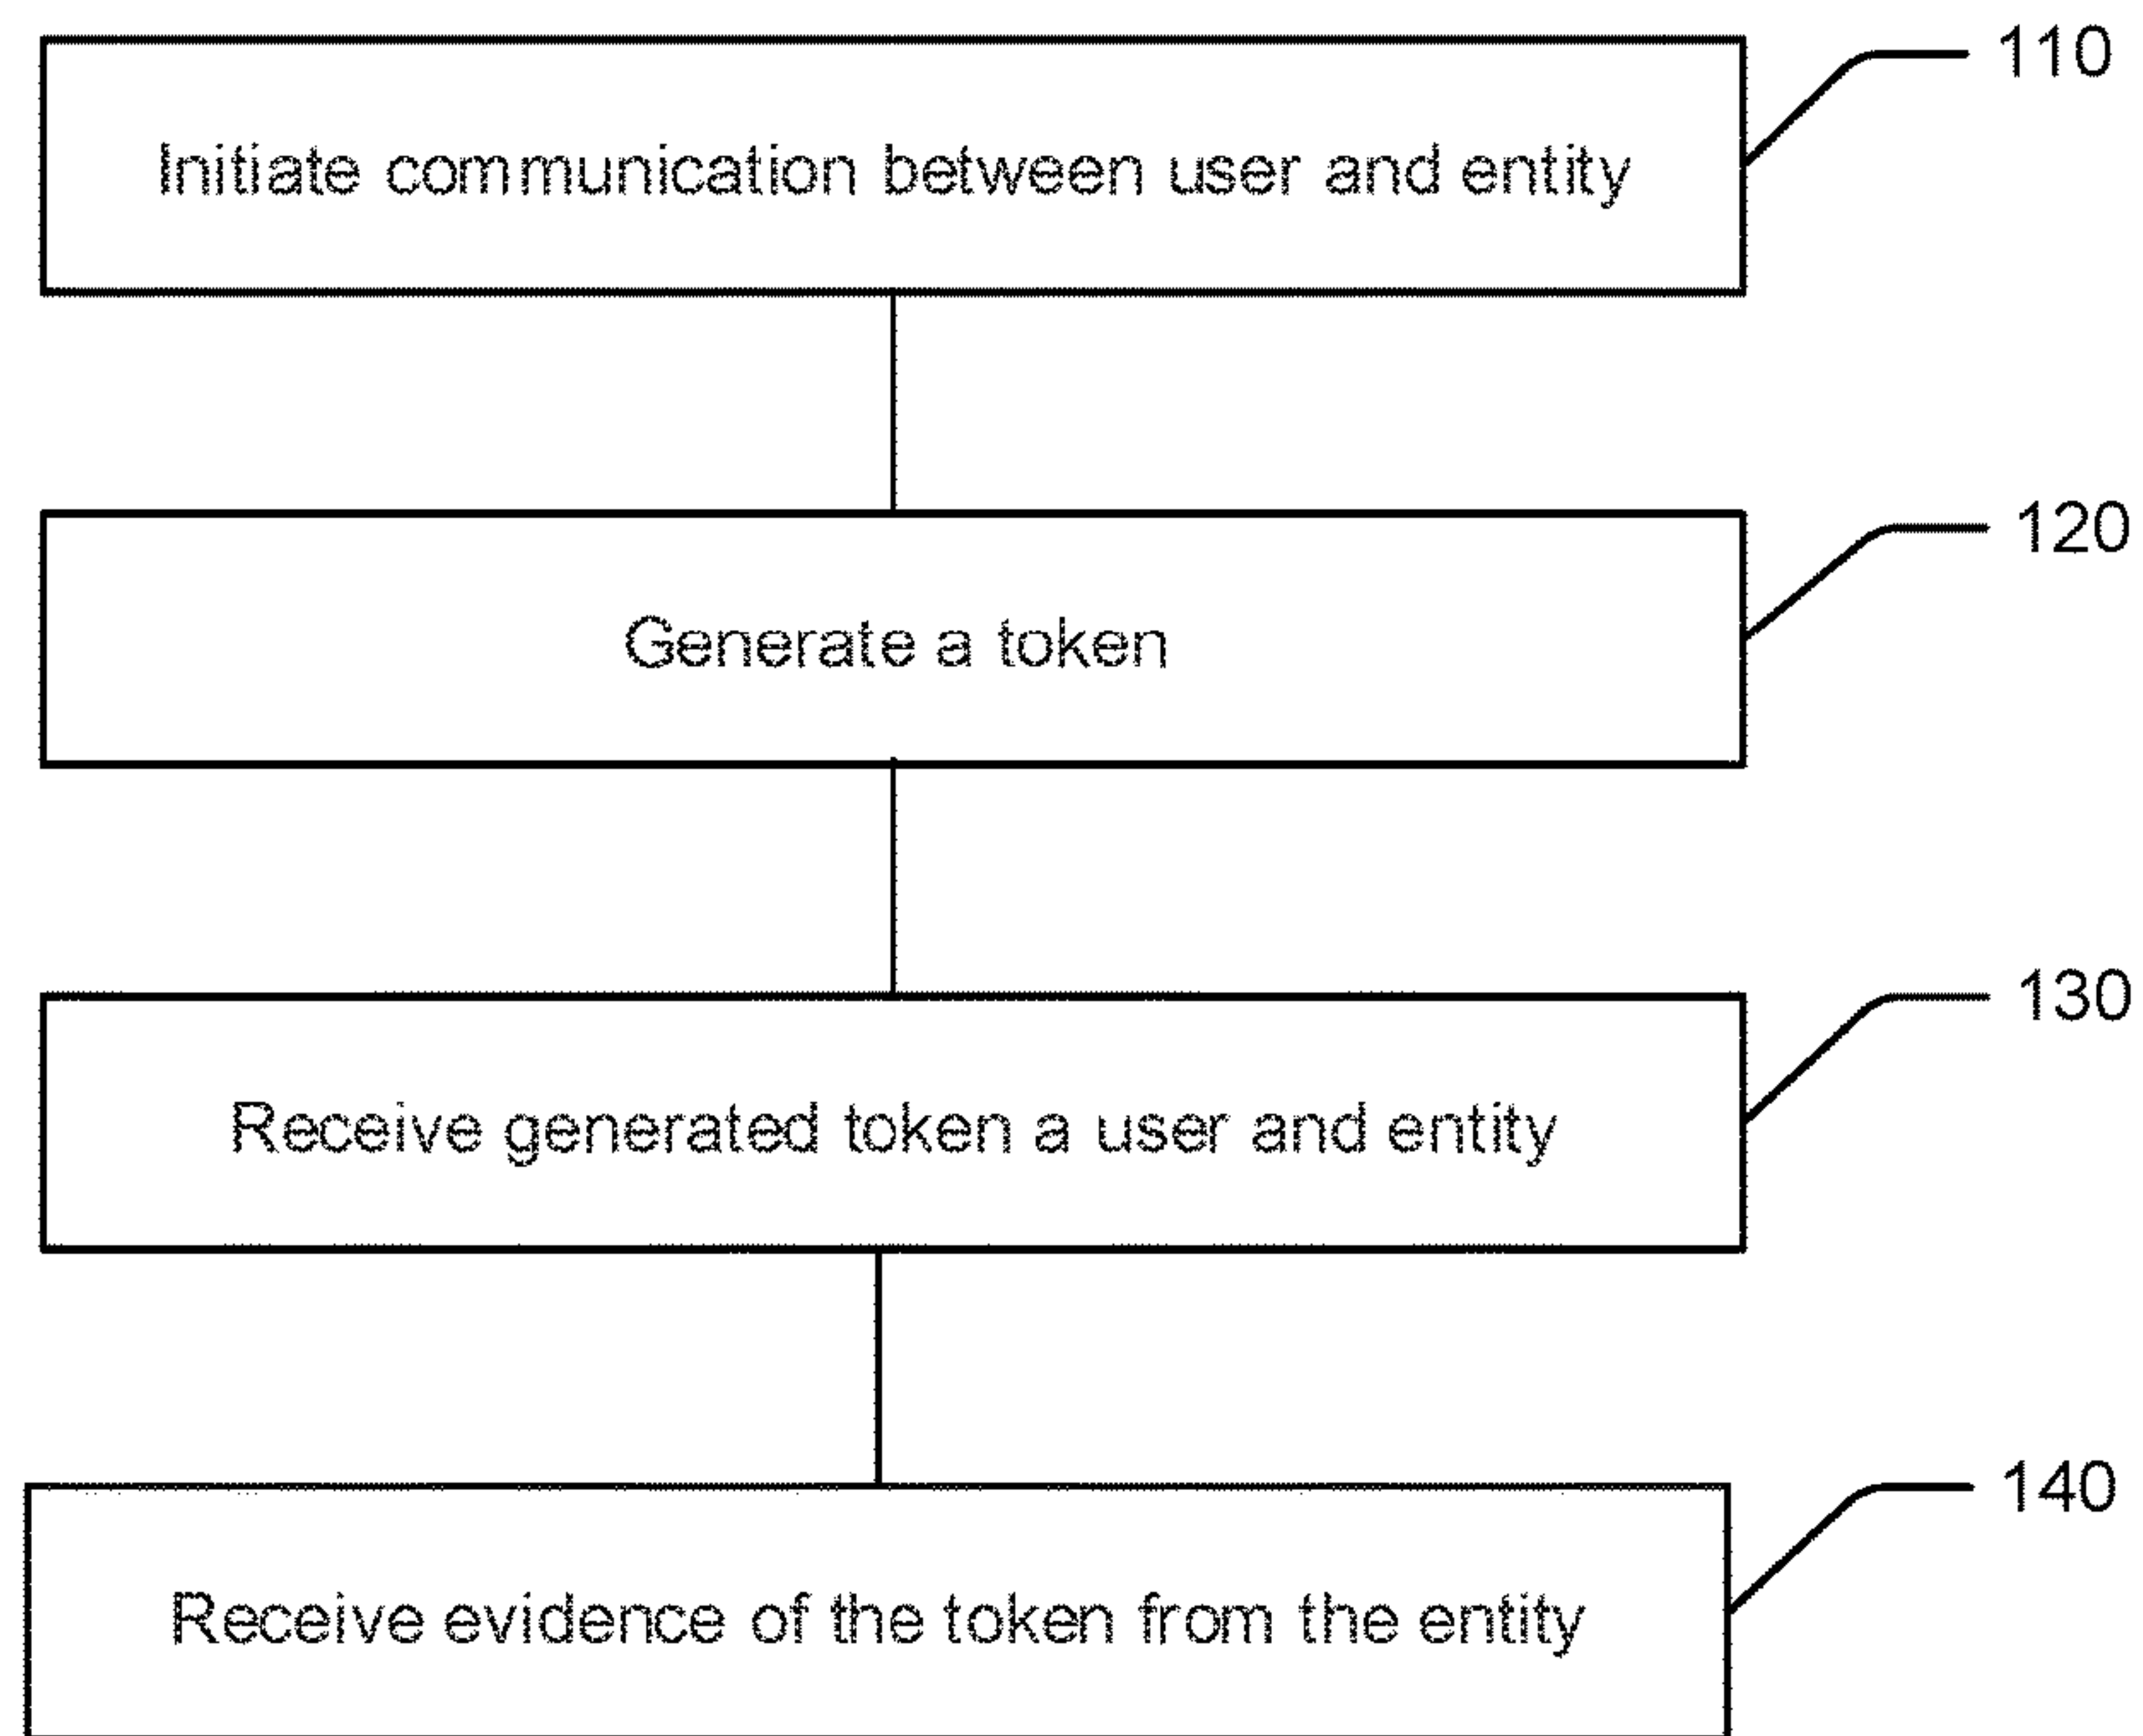 110
Initiate communication between user and entity
120
Generate a token
130
Receive generated token a user and entity
140
Receive evidence of the token from the entity